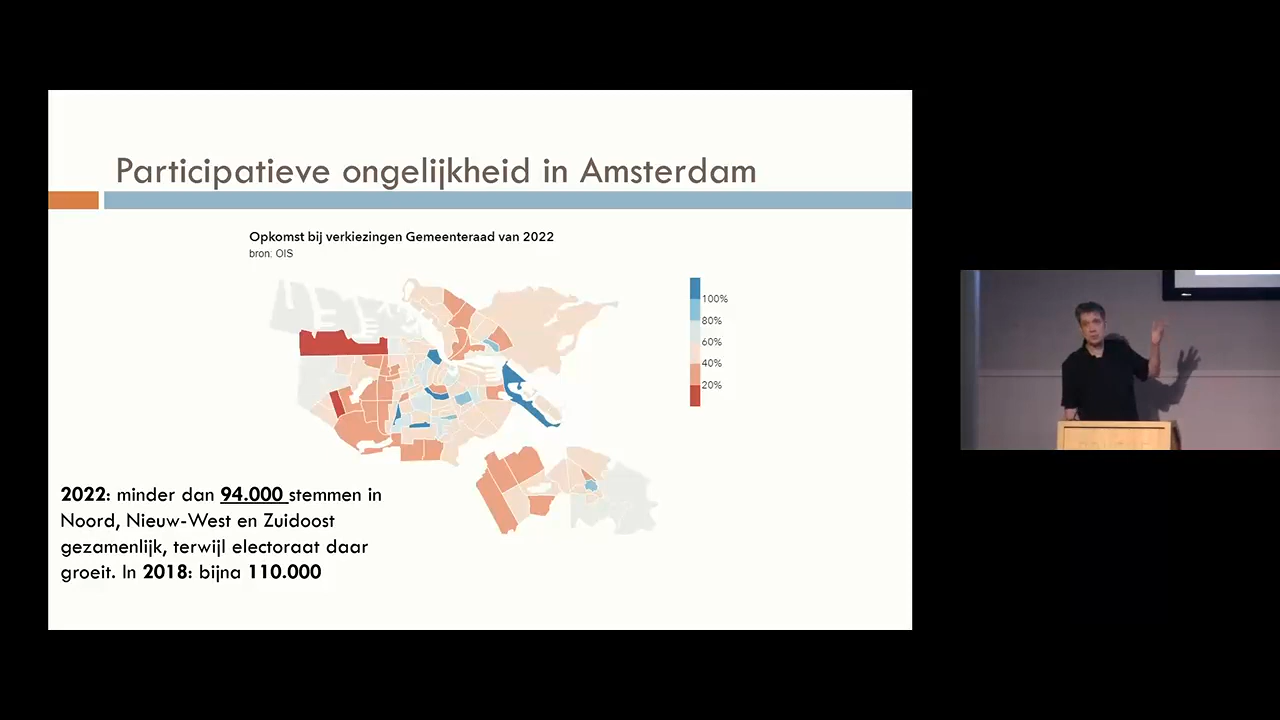 Participatieve ongelijkheid in Amsterdam
Opkomst bij verkiezingen Gemeenteraad van 2022
bron: OIS
100%
80%
60%
40%
20%
2022: minder dan 94.000 stemmen in
Noord, Nieuw-West en Zuidoost
gezamenlijk, terwijl electoraat daar
groeit. In 2018: bijna 110.000